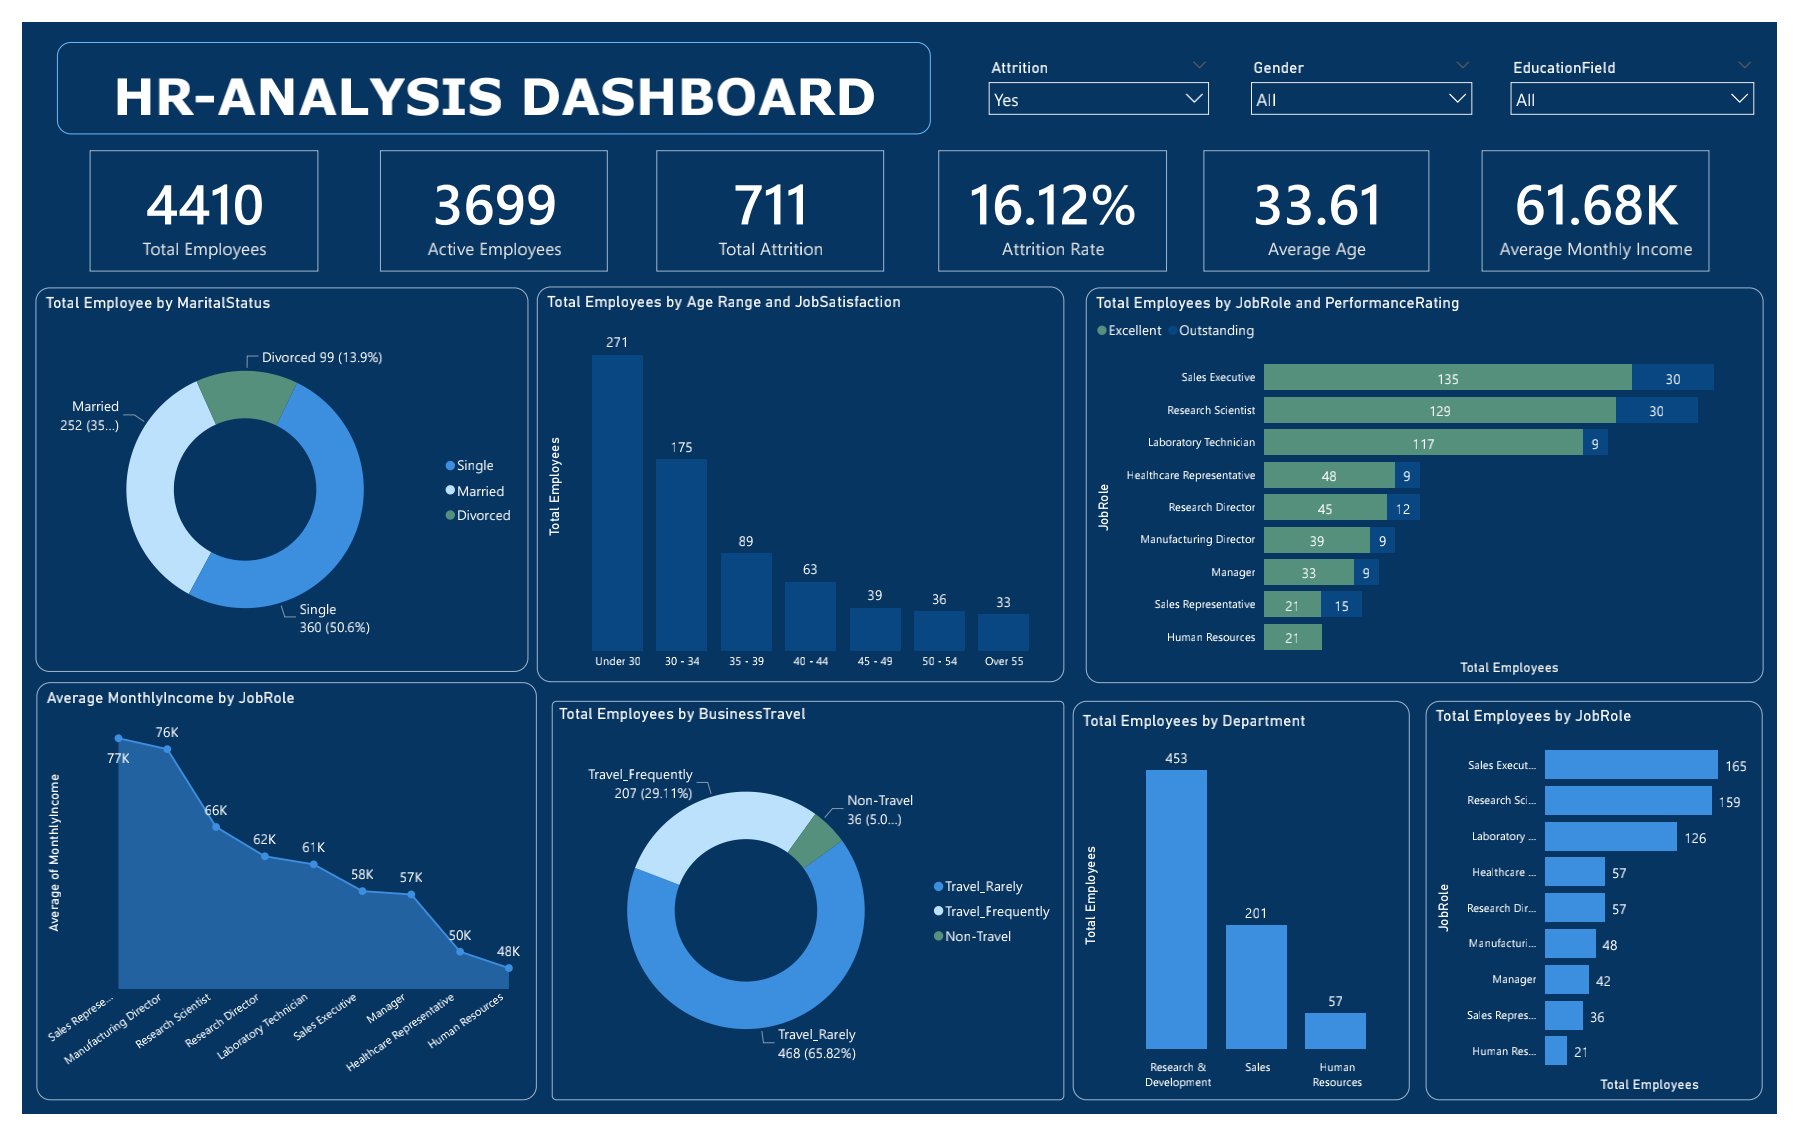 HR-ANALYSIS DASHBOARD
Attrition
Yes
Gender
All
EducationField
All
4410
Total Employees
3699
Active Employees
711
Total Attrition
16.12%
Attrition Rate
33.61
Average Age
61.68K
Average Monthly Income
Total Employee by MaritalStatus
Divorced 99 (13.9%)
Married
252 (35...)
Single
360 (50.6%)
Single
Married
Divorced
Total Employees by Age Range and JobSatisfaction
Total Employees
271
175
89
63
39
36
33
Under 30
30 - 34
35 - 39
40 - 44
45 - 49
50 - 54
Over 55
Total Employees by JobRole and PerformanceRating
Excellent
Outstanding
JobRole
Sales Executive
135
30
Research Scientist
129
30
Laboratory Technician
117
9
Healthcare Representative
48
9
Research Director
45
12
Manufacturing Director
39
9
Manager
33
9
Sales Representative
21
15
Human Resources
21
Total Employees
Average MonthlyIncome by JobRole
Average of MonthlyIncome
77K
76K
66K
62K
61K
58K
57K
50K
48K
Sales Represe...
Manufacturing Director
Research Scientist
Research Director
Laboratory Technician
Sales Executive
Manager
Healthcare Representative
Human Resources
Total Employees by BusinessTravel
Travel_Frequently
207 (29.11%)
Non-Travel
36 (5.0...)
Travel_Rarely
468 (65.82%)
Travel_Rarely
Travel_Frequently
Non-Travel
Total Employees by Department
Total Employees
453
201
57
Research &
Development
Sales
Human
Resources
Total Employees by JobRole
JobRole
Sales Execut...
165
Research Sci...
159
Laboratory ...
126
Healthcare ...
57
Research Dir...
57
Manufacturi...
48
Manager
42
Sales Repres...
36
Human Res...
21
Total Employees